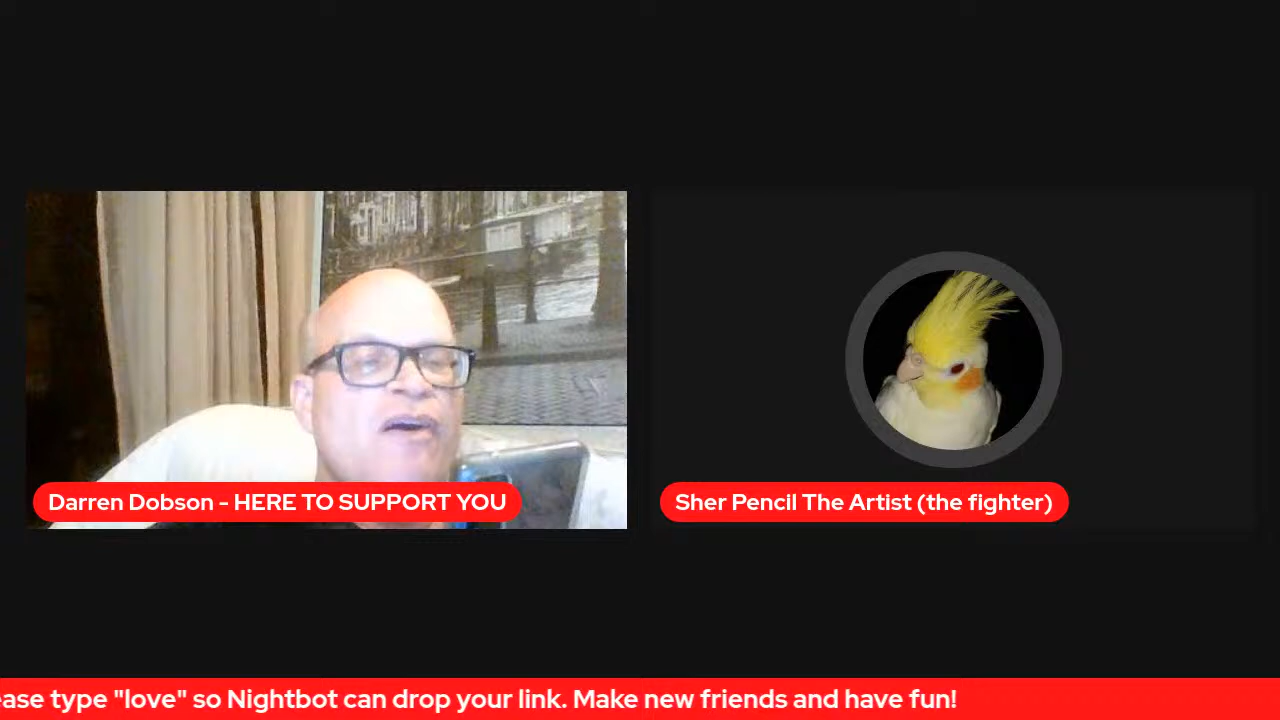 Darren Dobson - HERE TO SUPPORT YOU
Sher Pencil The Artist (the fighter)
ease type "love" so Nightbot can drop your link. Make new friends and have fun!